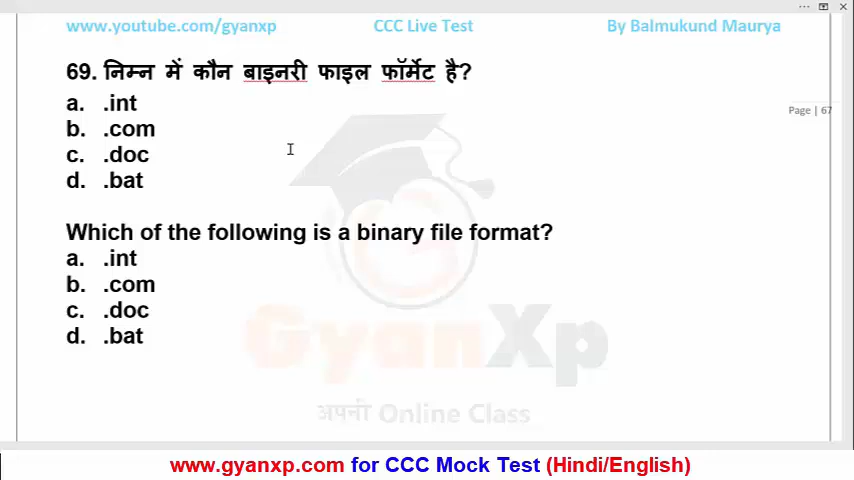 www.youtube.com/gyanxp CCC Live Test By Balmukund Maurya
69. निम्न में कौन बाइनरी फाइल फॉर्मेट है?
Page | 67
a. .int
b. .com
c. .doc
d. .bat
Which of the following is a binary file format?
a. .int
b. .com
c. .doc
d. .bat
GyanXp
अपनी Online Class
www.gyanxp.com for CCC Mock Test (Hindi/English)